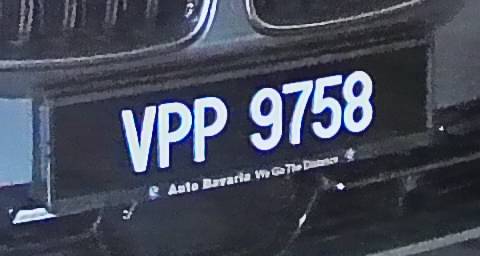 VPP 9758
Auto Bavaria We Go The Distance